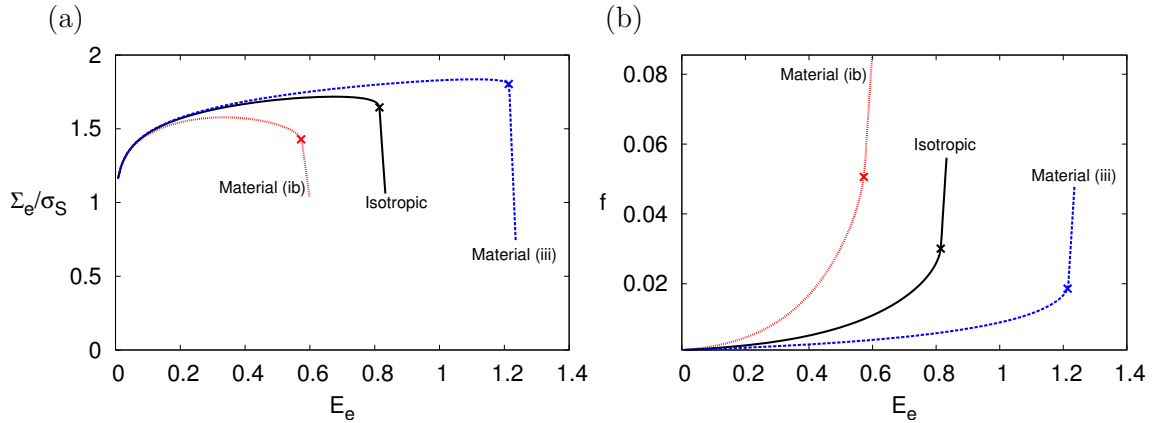 (a)
2
1.5
1
0.5
0
Σe/σS
Material (ib)
Isotropic
Material (iii)
0 0.2 0.4 0.6 0.8 1 1.2 1.4
Ee
(b)
0.08
0.06
0.04
0.02
0
f
Material (ib)
Isotropic
Material (iii)
0 0.2 0.4 0.6 0.8 1 1.2 1.4
Ee